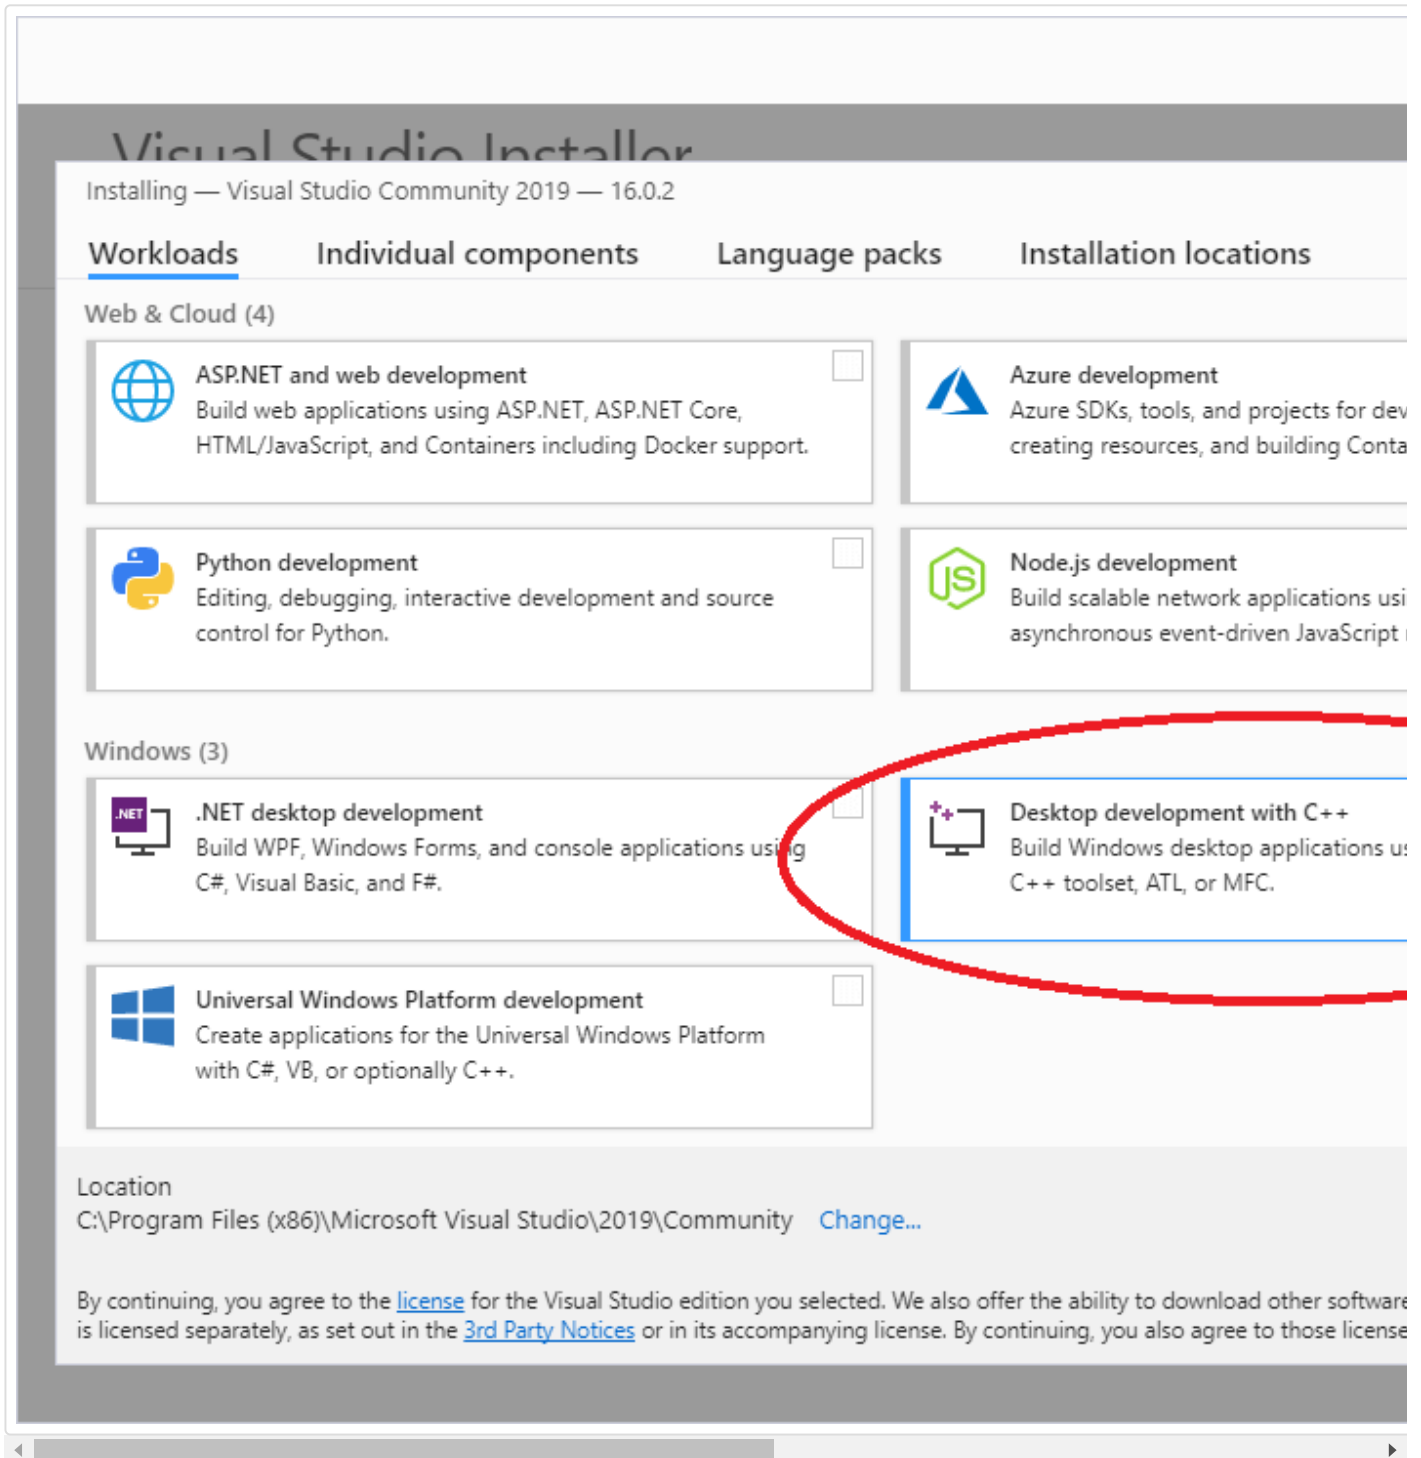 Visual Studio Installer
Installing — Visual Studio Community 2019 — 16.0.2
Workloads Individual components Language packs Installation locations
Web & Cloud (4)
ASP.NET and web development
Build web applications using ASP.NET, ASP.NET Core,
HTML/JavaScript, and Containers including Docker support.
Azure development
Azure SDKs, tools, and projects for dev
creating resources, and building Conta
Python development
Editing, debugging, interactive development and source
control for Python.
JS
Node.js development
Build scalable network applications usi
asynchronous event-driven JavaScript
Windows (3)
.NET
.NET desktop development
Build WPF, Windows Forms, and console applications using
C#, Visual Basic, and F#.
Desktop development with C++
Build Windows desktop applications us
C++ toolset, ATL, or MFC.
Universal Windows Platform development
Create applications for the Universal Windows Platform
with C#, VB, or optionally C++.
Location
C:\Program Files (x86)\Microsoft Visual Studio\2019\Community Change...
By continuing, you agree to the license for the Visual Studio edition you selected. We also offer the ability to download other software
is licensed separately, as set out in the 3rd Party Notices or in its accompanying license. By continuing, you also agree to those license